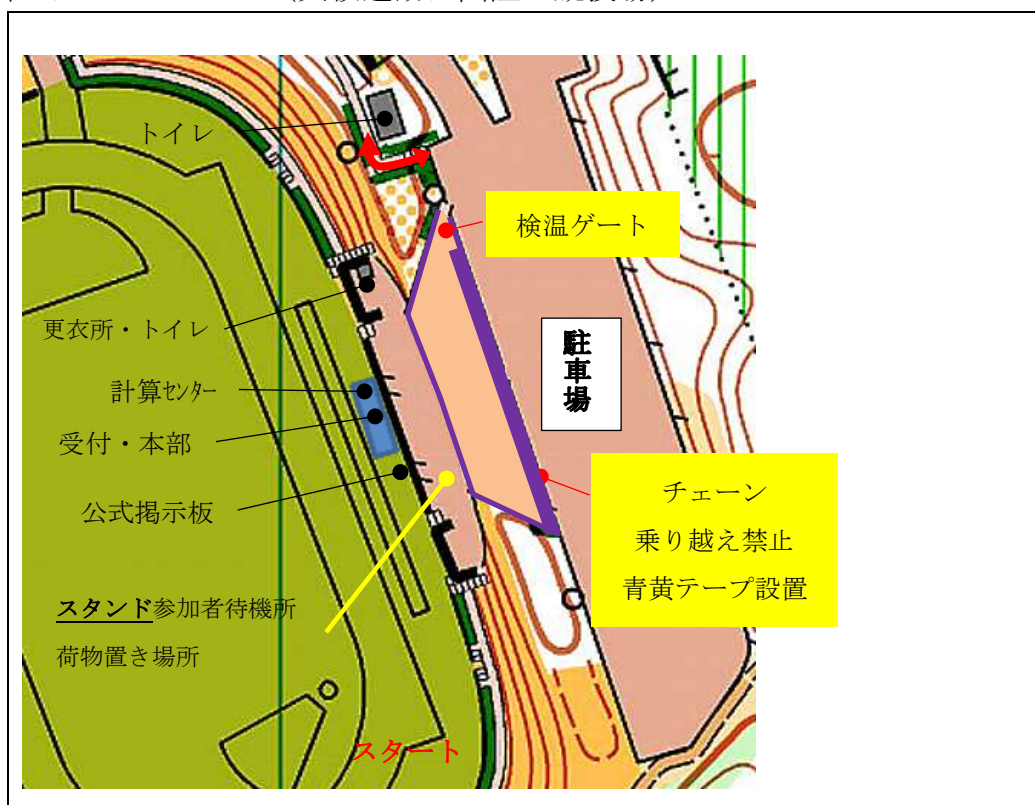 トイレ
検温ゲート
更衣所・トイレ
駐車場
計算センター
受付・本部
公式掲示板
チェーン
乗り越え禁止
青黄テープ設置
スタンド参加者待機所
荷物置き場所
スタート